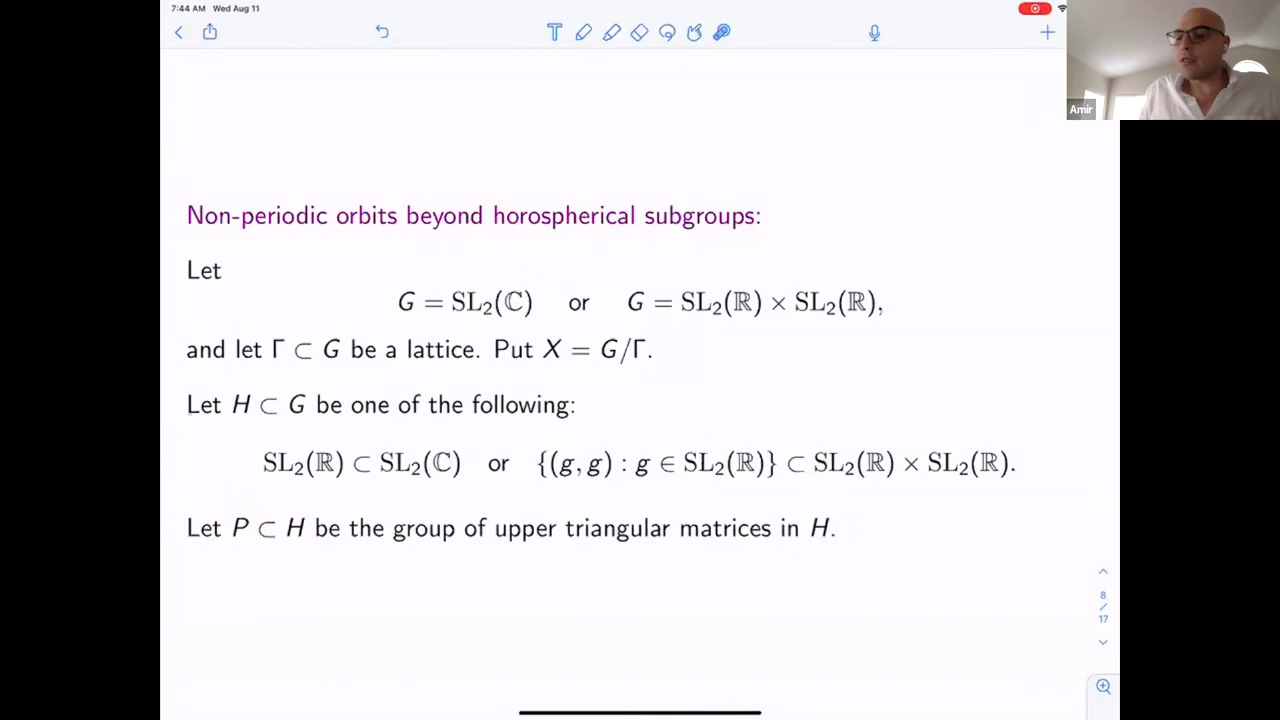 7:44 AM Wed Aug 11
Amir
Non-periodic orbits beyond horospherical subgroups:
Let
G = SL₂(ℂ) or G = SL₂(ℝ) × SL₂(ℝ),
and let Γ ⊂ G be a lattice. Put X = G/Γ.
Let H ⊂ G be one of the following:
SL₂(ℝ) ⊂ SL₂(ℂ) or {(g, g) : g ∈ SL₂(ℝ)} ⊂ SL₂(ℝ) × SL₂(ℝ).
Let P ⊂ H be the group of upper triangular matrices in H.
8
/
17